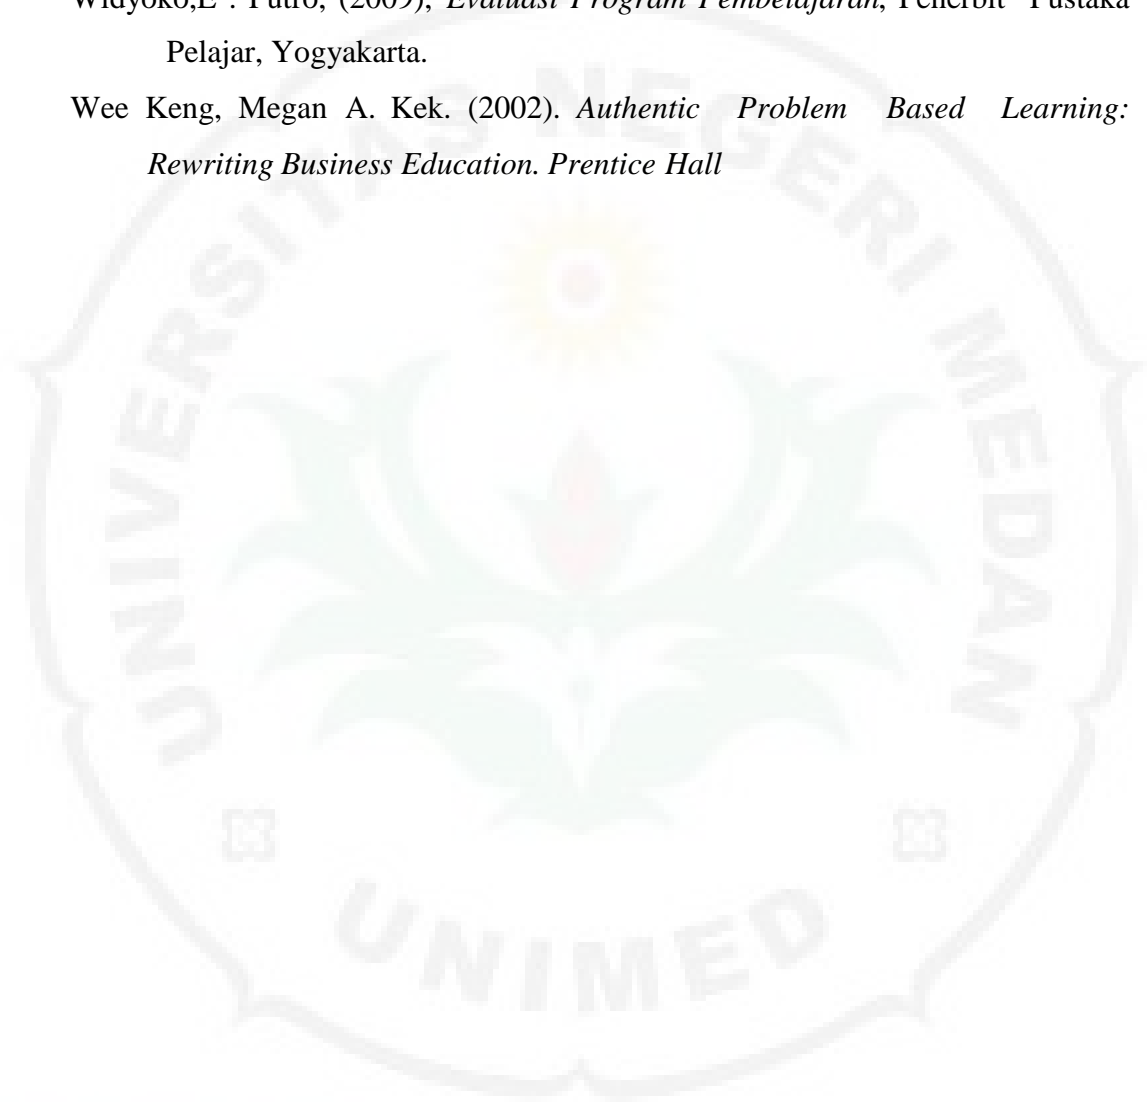 Widyoko,E . Putro, (2009), Evaluasi Program Pembelajaran, Penerbit Pustaka
Pelajar, Yogyakarta.
Wee Keng, Megan A. Kek. (2002). Authentic Problem Based Learning:
Rewriting Business Education. Prentice Hall
UNIVERSITAS NEGERI MEDAN
UNIMED